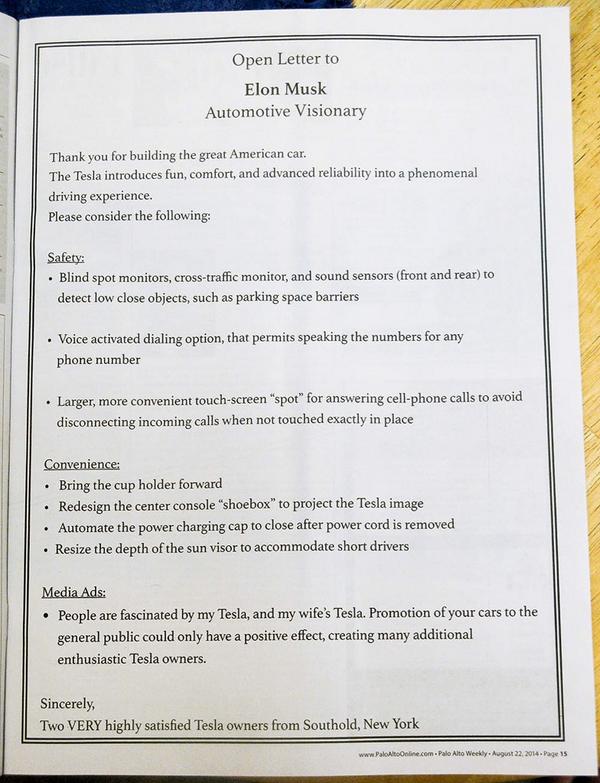 Open Letter to
Elon Musk
Automotive Visionary
Thank you for building the great American car.
The Tesla introduces fun, comfort, and advanced reliability into a phenomenal
driving experience.
Please consider the following:
Safety:
• Blind spot monitors, cross-traffic monitor, and sound sensors (front and rear) to
detect low close objects, such as parking space barriers
• Voice activated dialing option, that permits speaking the numbers for any
phone number
• Larger, more convenient touch-screen “spot” for answering cell-phone calls to avoid
disconnecting incoming calls when not touched exactly in place
Convenience:
• Bring the cup holder forward
• Redesign the center console “shoebox” to project the Tesla image
• Automate the power charging cap to close after power cord is removed
• Resize the depth of the sun visor to accommodate short drivers
Media Ads:
• People are fascinated by my Tesla, and my wife’s Tesla. Promotion of your cars to the
general public could only have a positive effect, creating many additional
enthusiastic Tesla owners.
Sincerely,
Two VERY highly satisfied Tesla owners from Southold, New York
www.PaloAltoOnline.com • Palo Alto Weekly • August 22, 2014 • Page 15